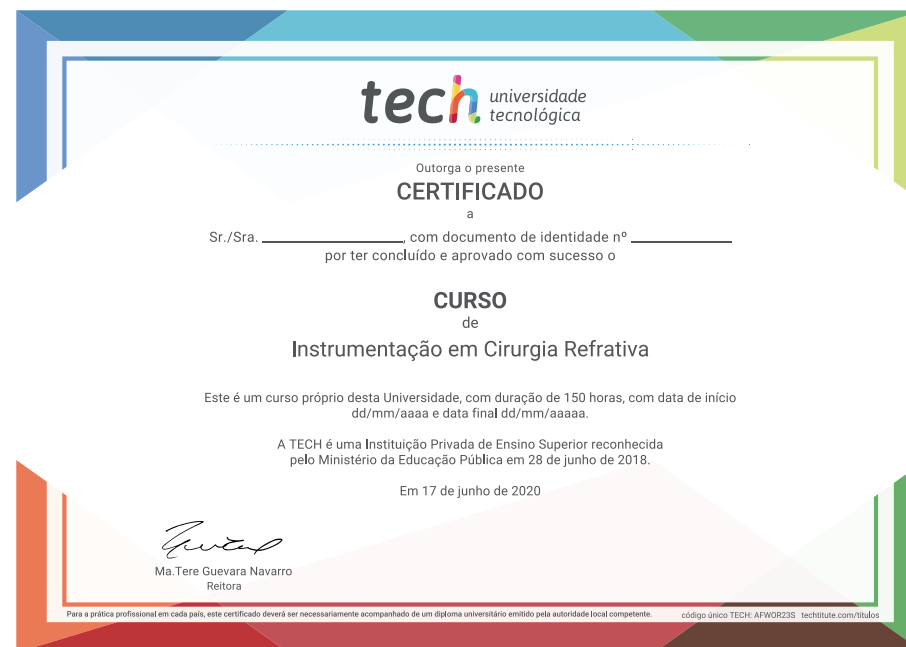 tech universidade
tecnológica
Outorga o presente
CERTIFICADO
a
Sr./Sra. ______________, com documento de identidade nº __________
por ter concluído e aprovado com sucesso o
CURSO
de
Instrumentação em Cirurgia Refrativa
Este é um curso próprio desta Universidade, com duração de 150 horas, com data de início
dd/mm/aaaa e data final dd/mm/aaaaa.
A TECH é uma Instituição Privada de Ensino Superior reconhecida
pelo Ministério da Educação Pública em 28 de junho de 2018.
Em 17 de junho de 2020
Ma.Tere Guevara Navarro
Reitora
Para a prática profissional em cada país, este certificado deverá ser necessariamente acompanhado de um diploma universitário emitido pela autoridade local competente. código único TECH: AFWOR23S techtitute.com/titulos